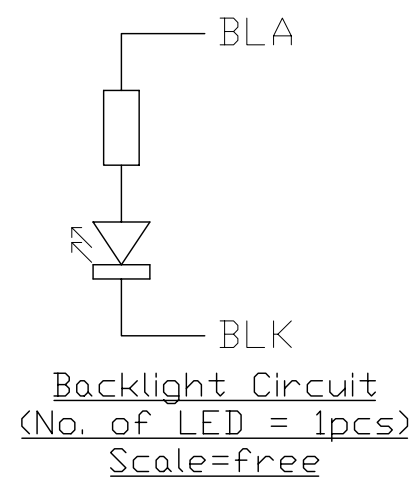 BLA
BLK
Backlight Circuit
(No. of LED = 1pcs)
Scale=free